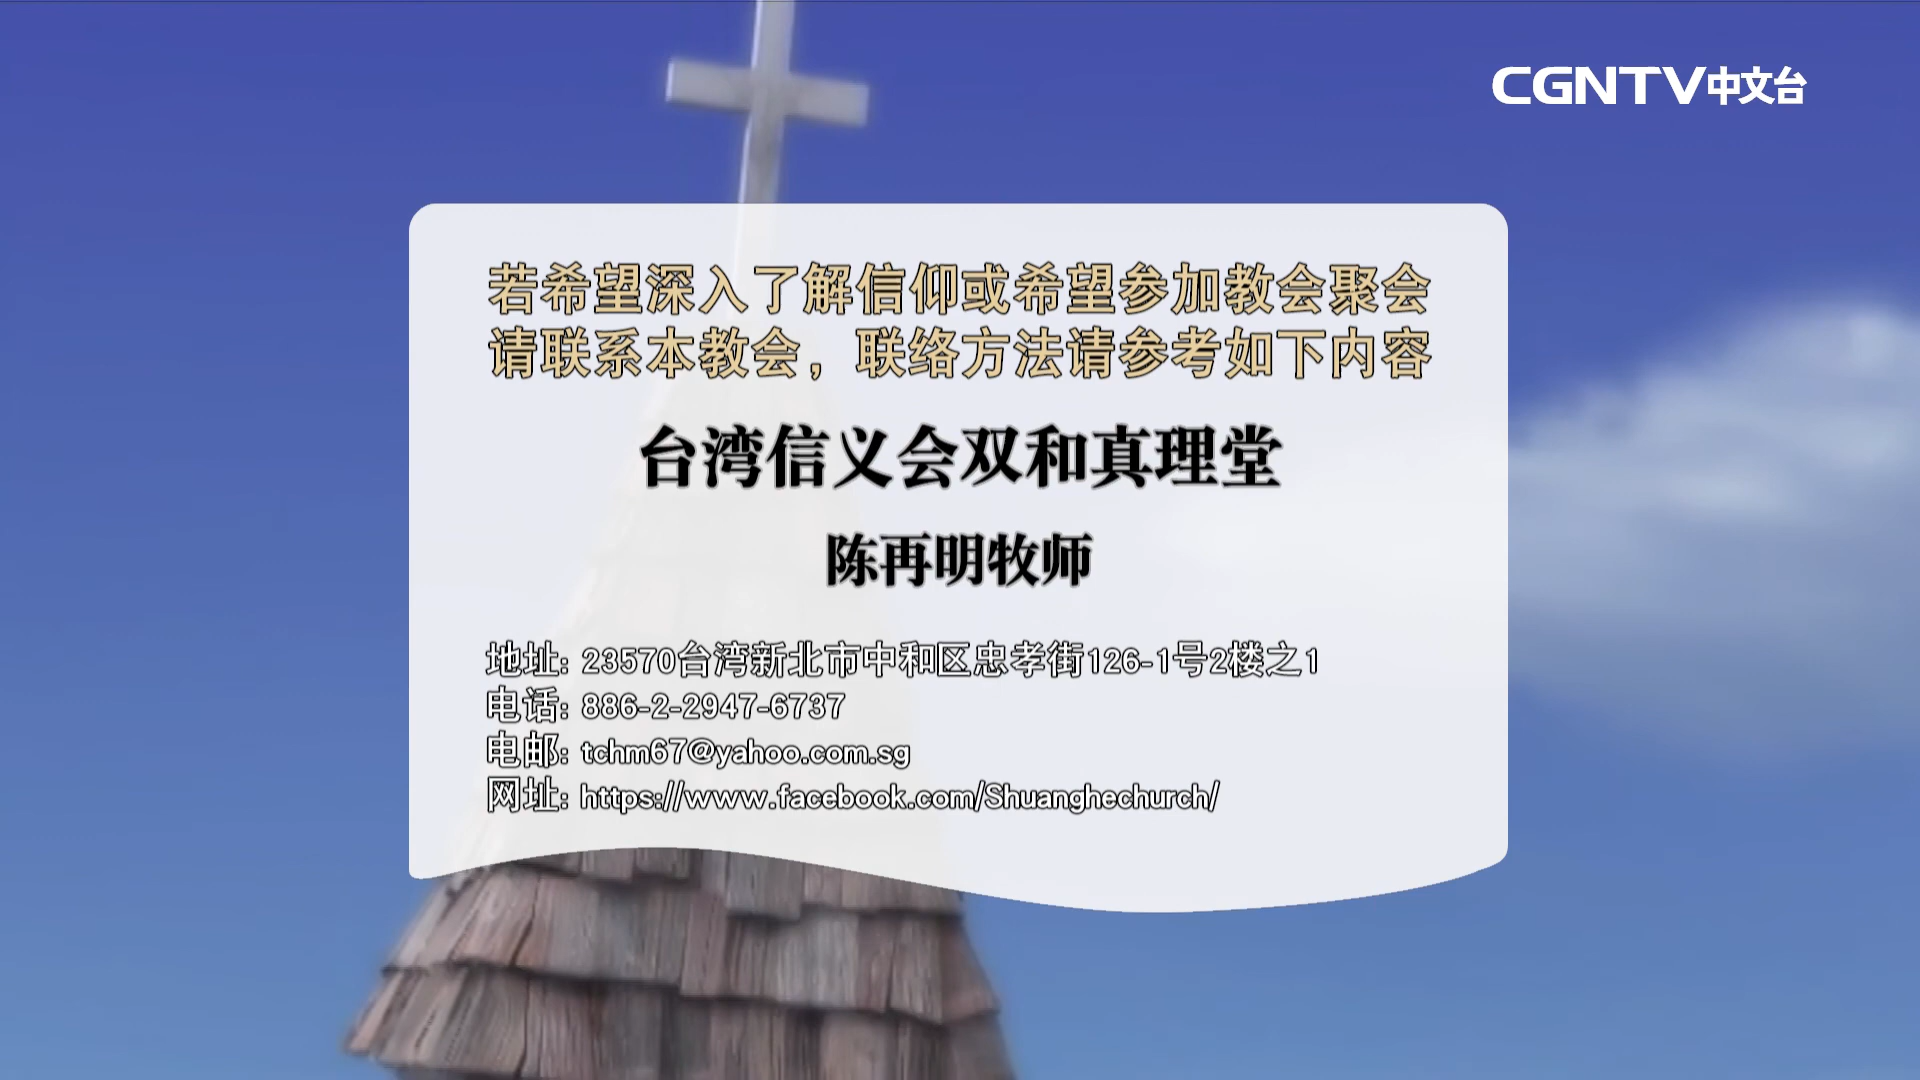 CGNTV中文台
若希望深入了解信仰或希望参加教会聚会
请联系本教会，联络方法请参考如下内容
台湾信义会双和真理堂
陈再明牧师
地址: 23570台湾新北市中和区忠孝街126-1号2楼之1
电话: 886-2-2947-6737
电邮: tchm67@yahoo.com.sg
网址: https://www.facebook.com/Shuanghechurch/